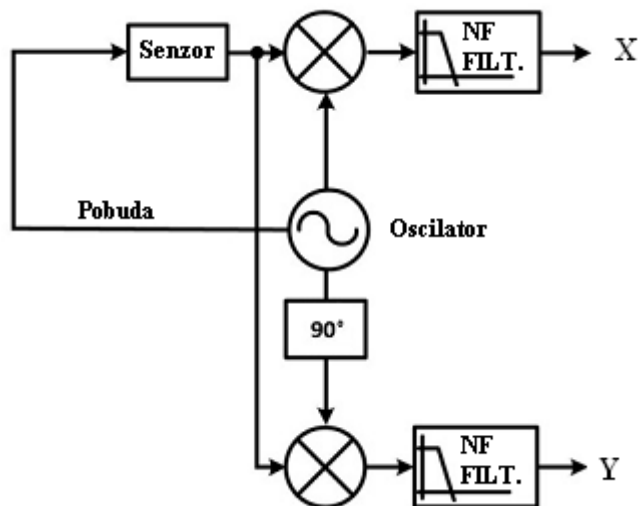 Senzor
NF
FILT.
X
Pobuda
Oscilator
90°
NF
FILT.
Y